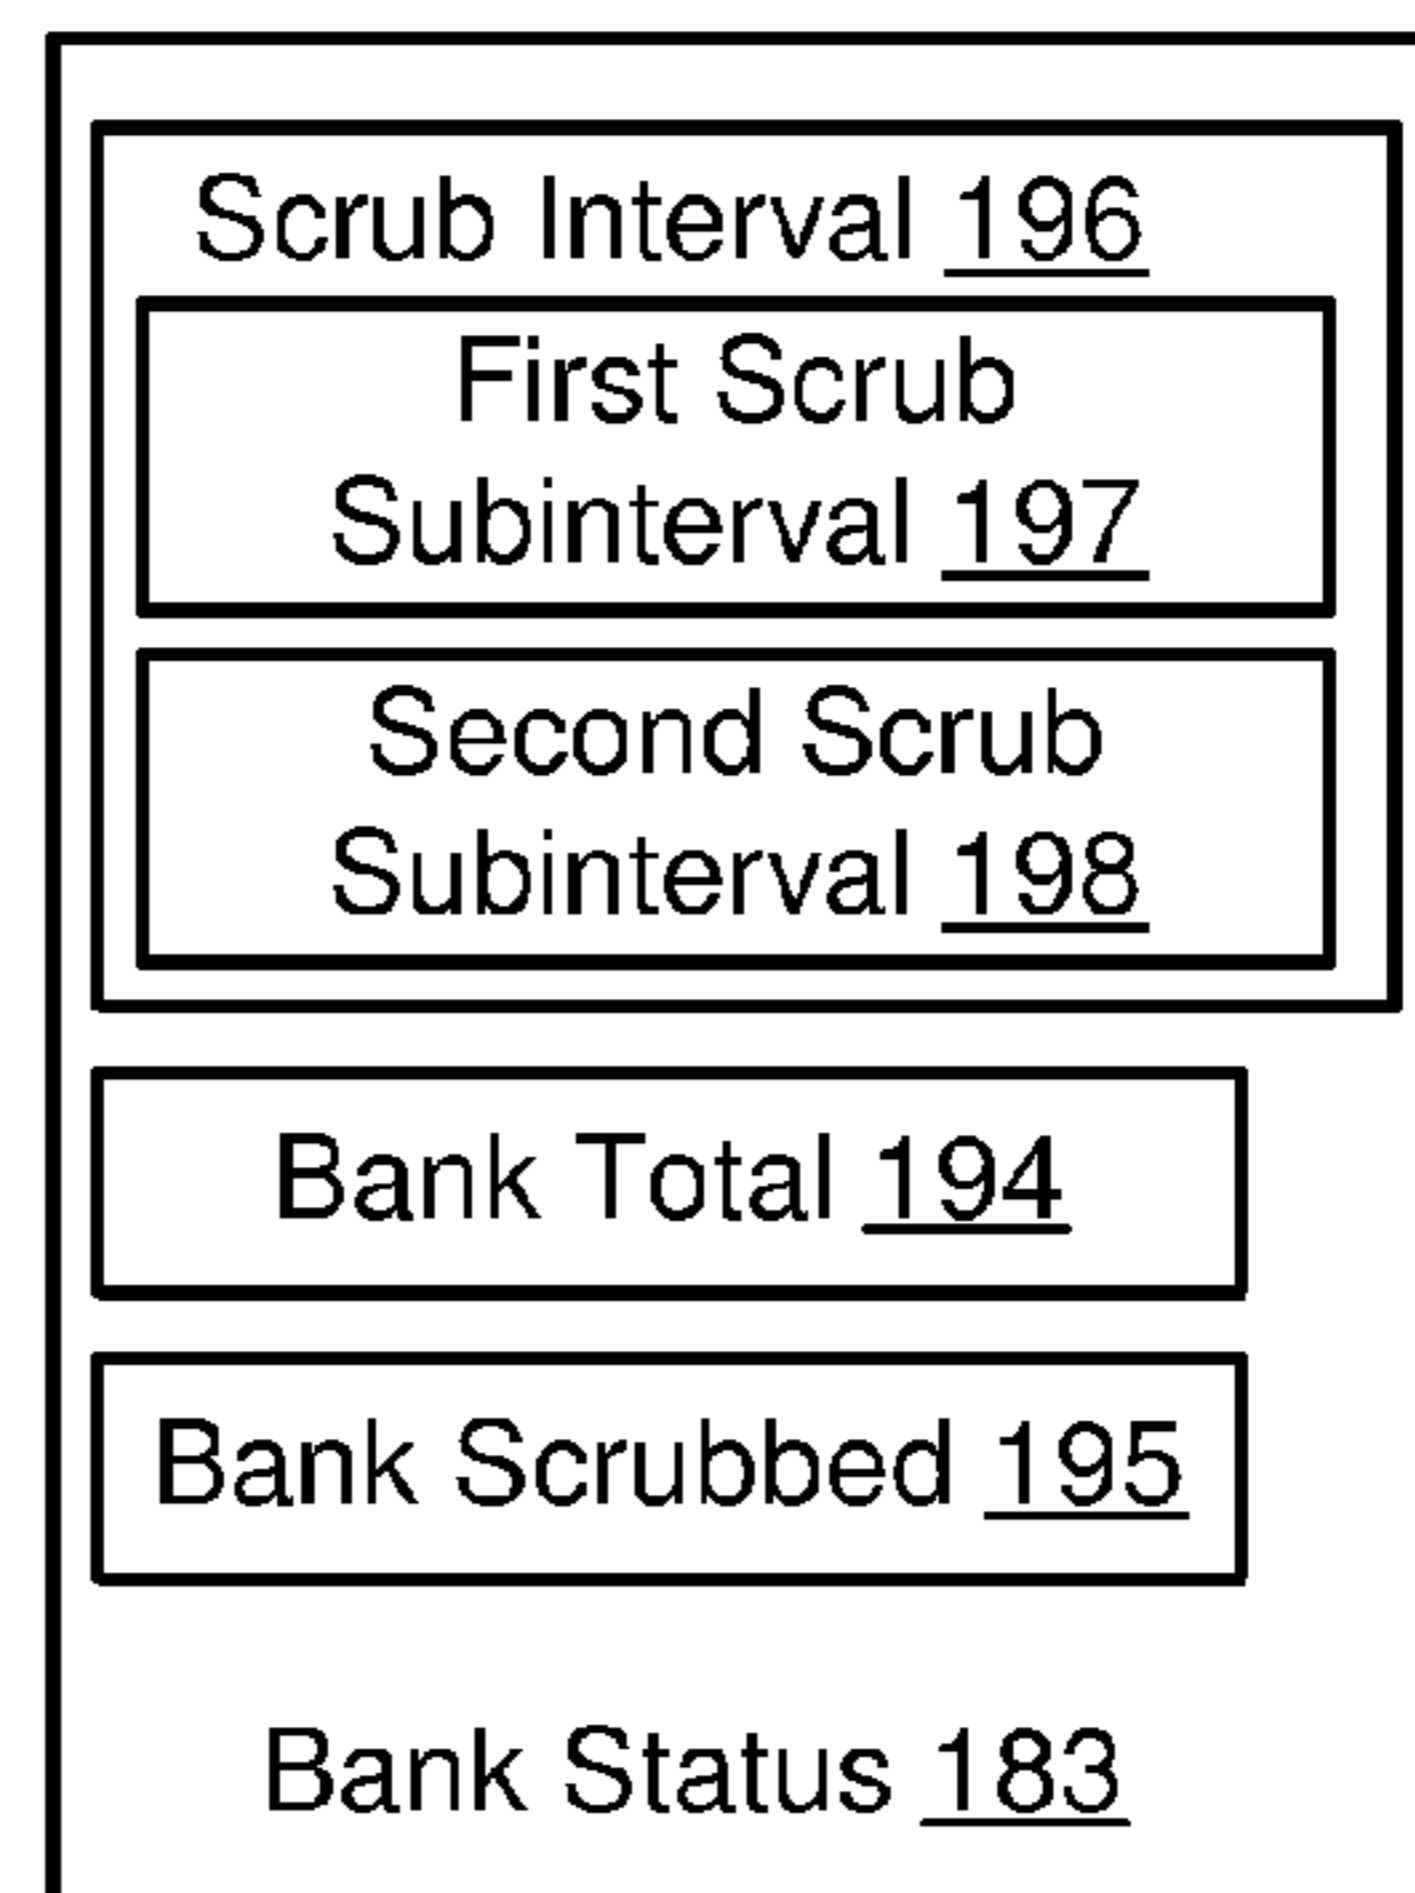 Scrub Interval 196
First Scrub
Subinterval 197
Second Scrub
Subinterval 198
Bank Total 194
Bank Scrubbed 195
Bank Status 183